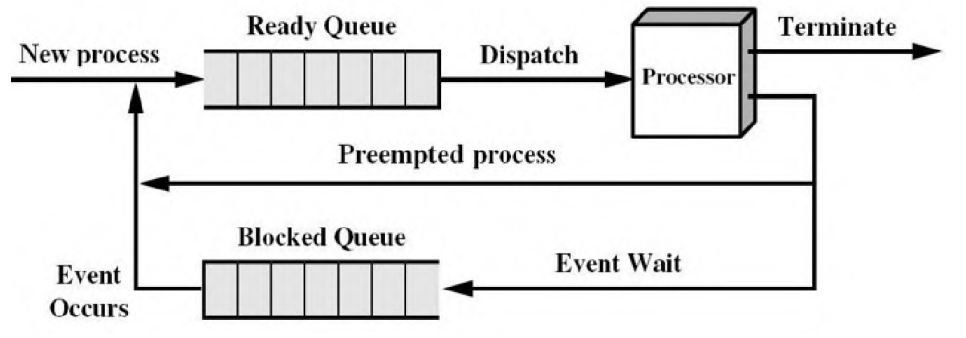 Ready Queue
New process
Dispatch
Processor
Terminate
Preempted process
Blocked Queue
Event Wait
Event
Occurs